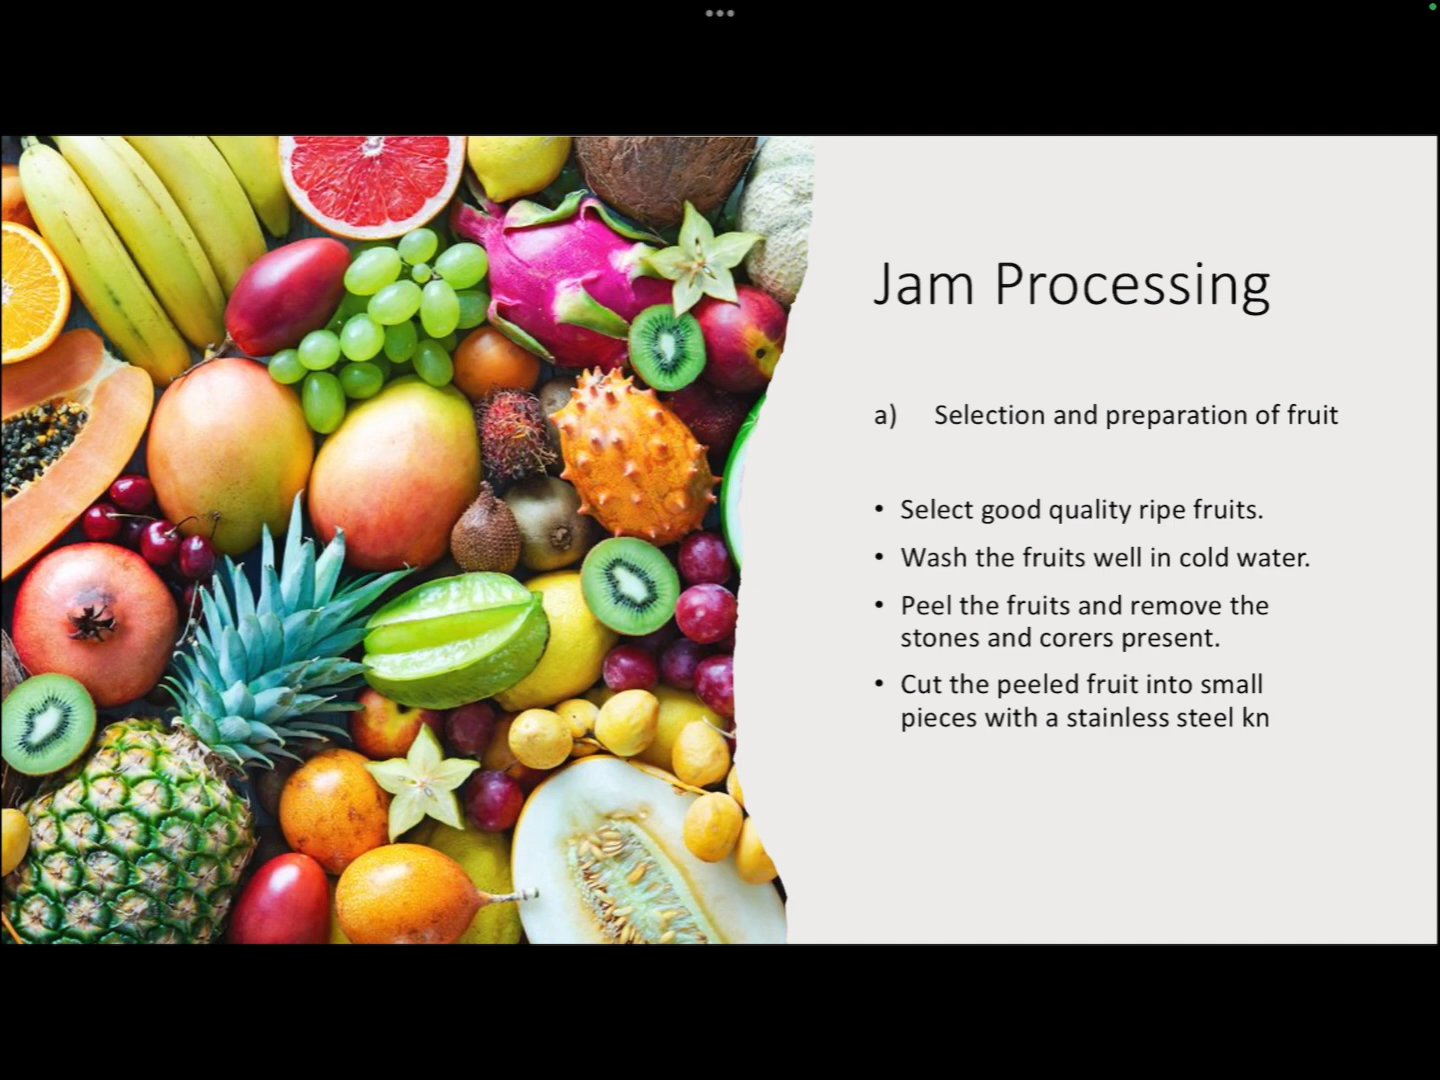 Jam Processing
a) Selection and preparation of fruit
• Select good quality ripe fruits.
• Wash the fruits well in cold water.
• Peel the fruits and remove the
stones and corers present.
• Cut the peeled fruit into small
pieces with a stainless steel kn